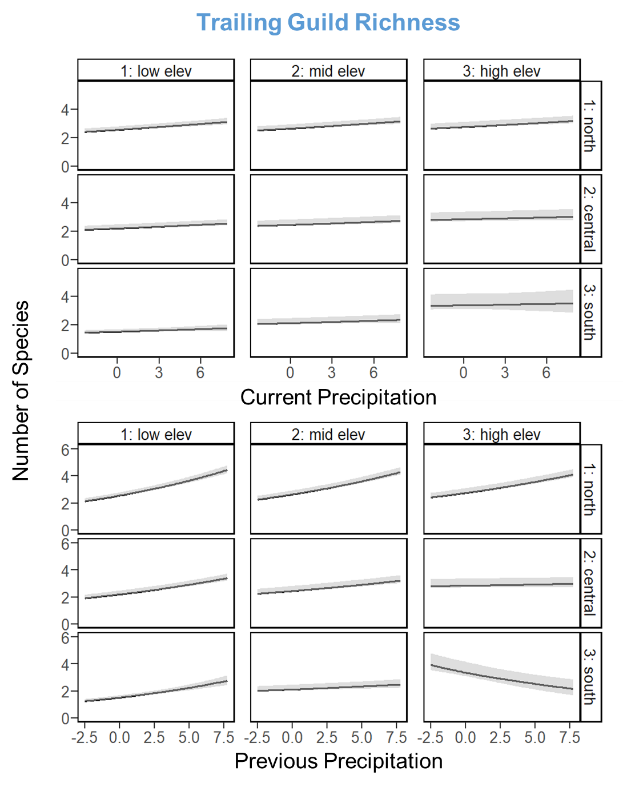 Trailing Guild Richness
1: low elev 2: mid elev 3: high elev
4
2
0
1: north
4
2
0
2: central
4
2
0
3: south
0 3 6 0 3 6 0 3 6
Current Precipitation
Number of Species
1: low elev 2: mid elev 3: high elev
6
4
2
0
1: north
6
4
2
0
2: central
6
4
2
0
3: south
-2.5 0.0 2.5 5.0 7.5 -2.5 0.0 2.5 5.0 7.5 -2.5 0.0 2.5 5.0 7.5
Previous Precipitation